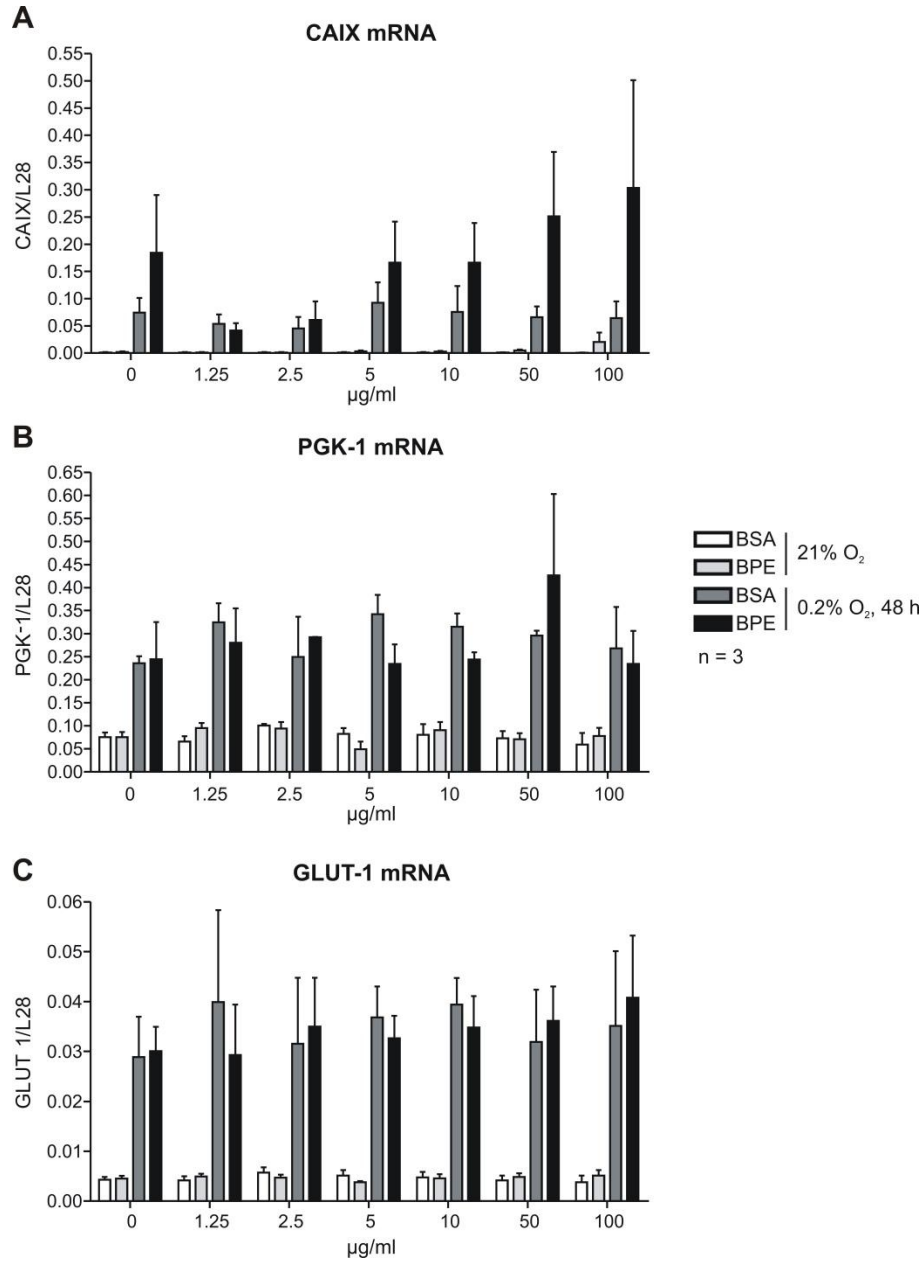 A
CAIX mRNA
CAIX/L28
0.55
0.50
0.45
0.40
0.35
0.30
0.25
0.20
0.15
0.10
0.05
0.00
0 1.25 2.5 5 10 50 100
µg/ml
B
PGK-1 mRNA
PGK-1/L28
0.65
0.60
0.55
0.50
0.45
0.40
0.35
0.30
0.25
0.20
0.15
0.10
0.05
0.00
0 1.25 2.5 5 10 50 100
µg/ml
BSA
BPE
21% O₂
BSA
BPE
0.2% O₂, 48 h
n = 3
C
GLUT-1 mRNA
GLUT 1/L28
0.06
0.05
0.04
0.03
0.02
0.01
0.00
0 1.25 2.5 5 10 50 100
µg/ml